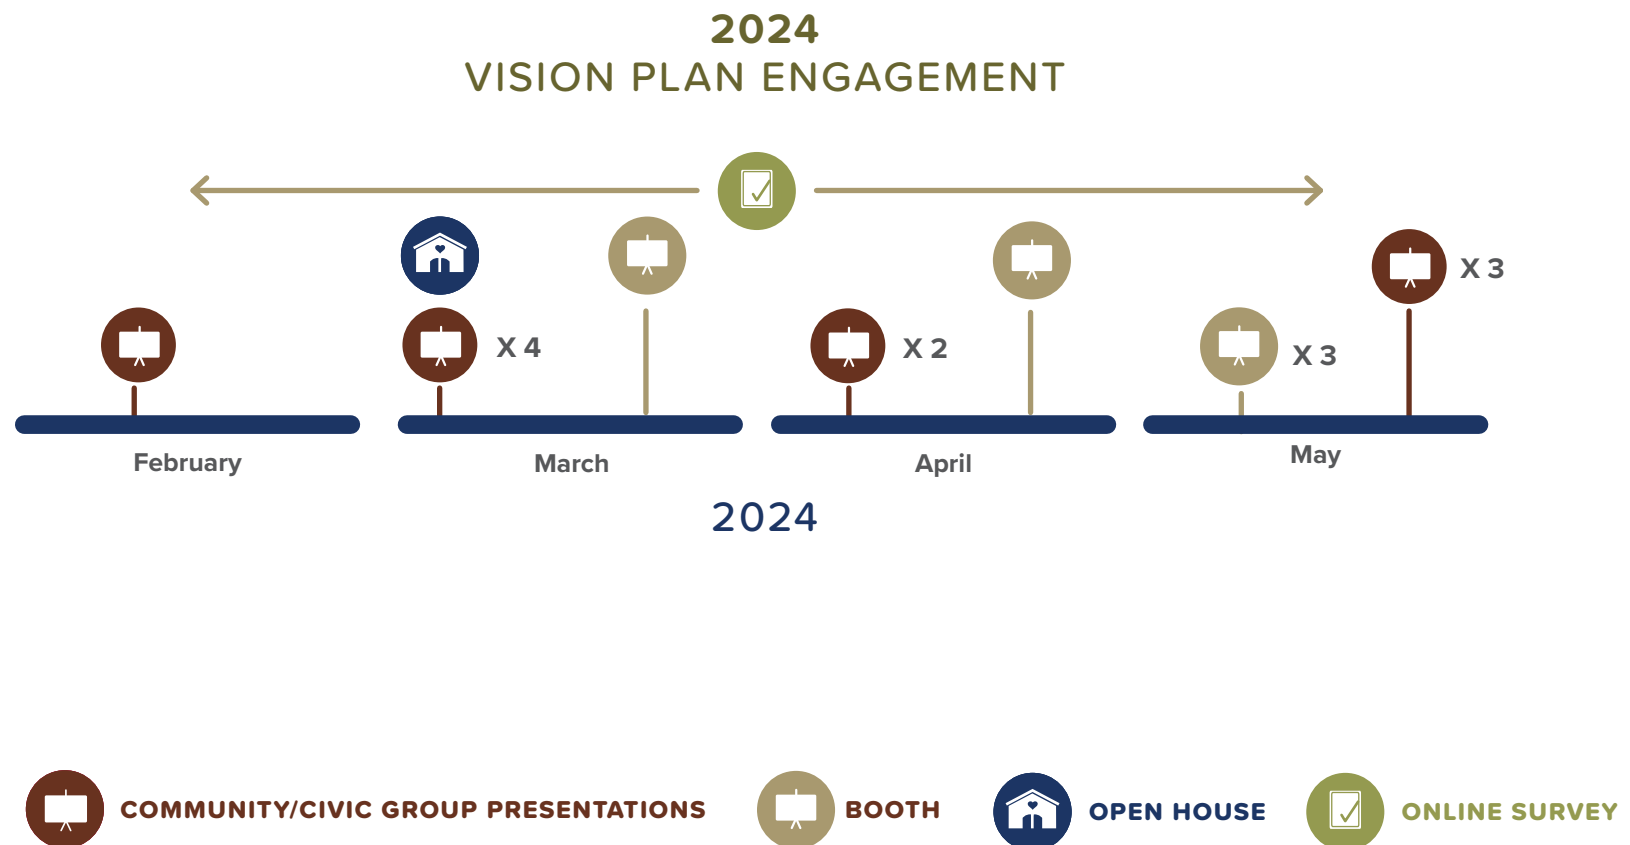 2024
VISION PLAN ENGAGEMENT
X 3
X 4
X 2
X 3
February
March
April
May
2024
COMMUNITY/CIVIC GROUP PRESENTATIONS
BOOTH
OPEN HOUSE
ONLINE SURVEY